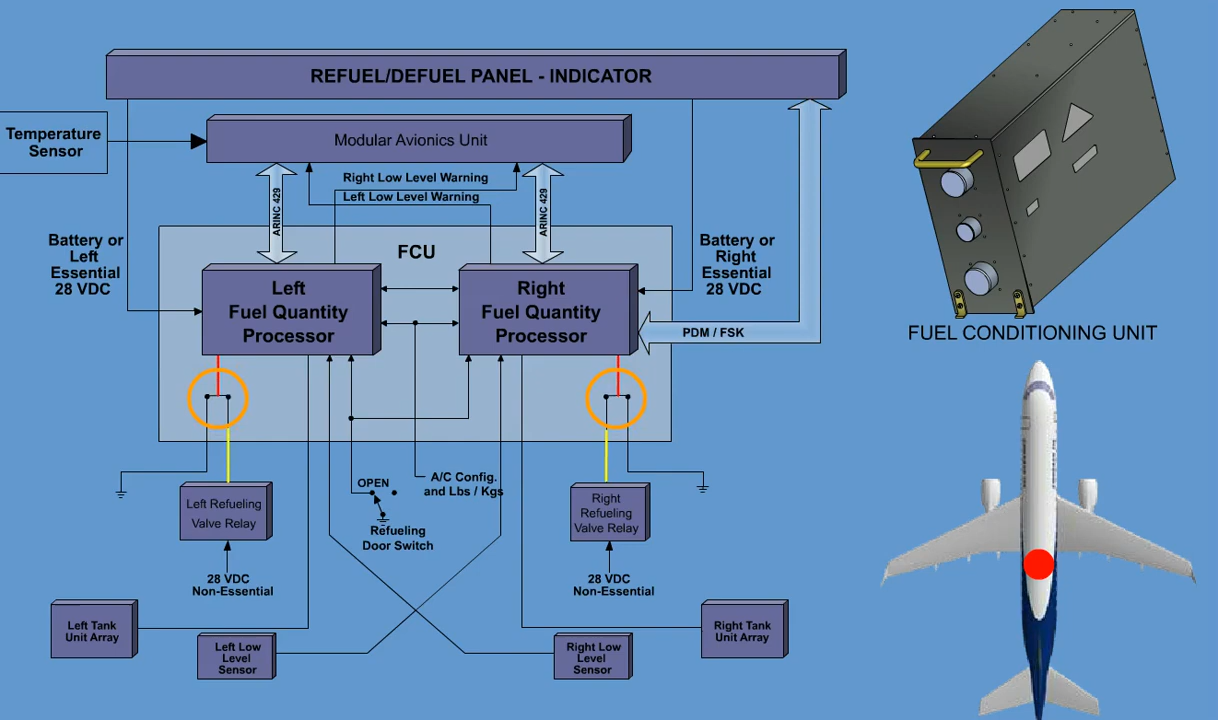 REFUEL/DEFUEL PANEL - INDICATOR
Temperature
Sensor
Modular Avionics Unit
Right Low Level Warning
Left Low Level Warning
ARINC 429
ARINC 429
Battery or
Left
Essential
28 VDC
FCU
Battery or
Right
Essential
28 VDC
Left
Fuel Quantity
Processor
Right
Fuel Quantity
Processor
PDM / FSK
FUEL CONDITIONING UNIT
OPEN
A/C Config.
and Lbs / Kgs
Refueling
Door Switch
Left Refueling
Valve Relay
Right
Refueling
Valve Relay
28 VDC
Non-Essential
28 VDC
Non-Essential
Left Tank
Unit Array
Left Low
Level
Sensor
Right Low
Level
Sensor
Right Tank
Unit Array